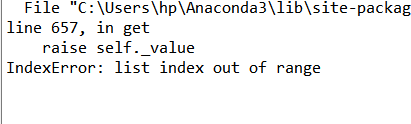 File "C:\Users\hp\Anaconda3\lib\site-packag
line 657, in get
raise self._value
IndexError: list index out of range